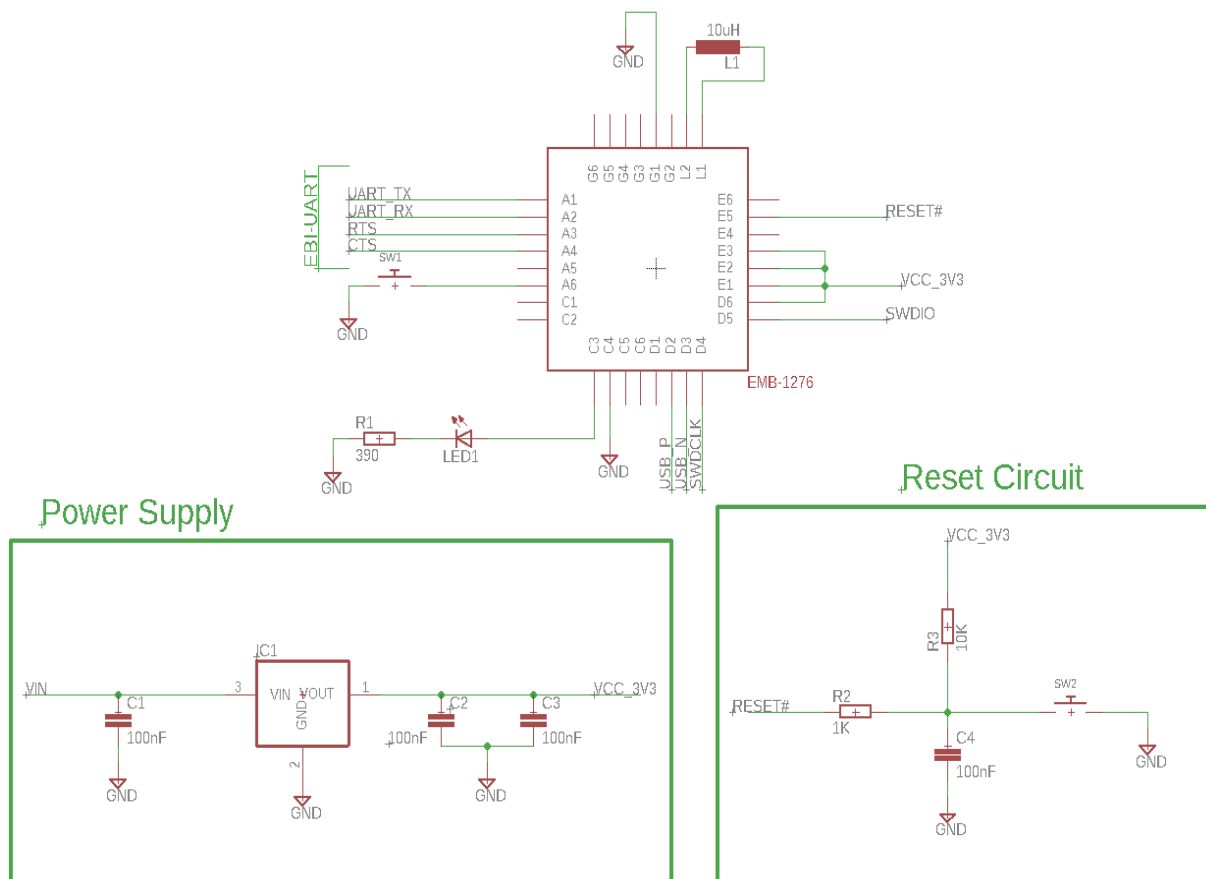 10uH
L1
GND
G6 G5 G4 G3 G1 G2 L2 L1
EBI-UART
UART_TX
UART_RX
RTS
CTS
SW1
GND
A1
A2
A3
A4
A5
A6
C1
C2
E6
E5
E4
E3
E2
E1
D6
D5
RESET#
VCC_3V3
SWDIO
C3 C4 C5 C6 D1 D2 D3 D4
EMB-1276
R1
390
LED1
GND
GND
USB_P
USB_N
SWDCLK
Power Supply
VIN
C1
100nF
GND
IC1
3 VIN VOUT 1
GND
2
GND
C2
100nF
C3
100nF
GND
VCC_3V3
Reset Circuit
VCC_3V3
R3
10K
RESET#
R2
1K
SW2
C4
100nF
GND
GND